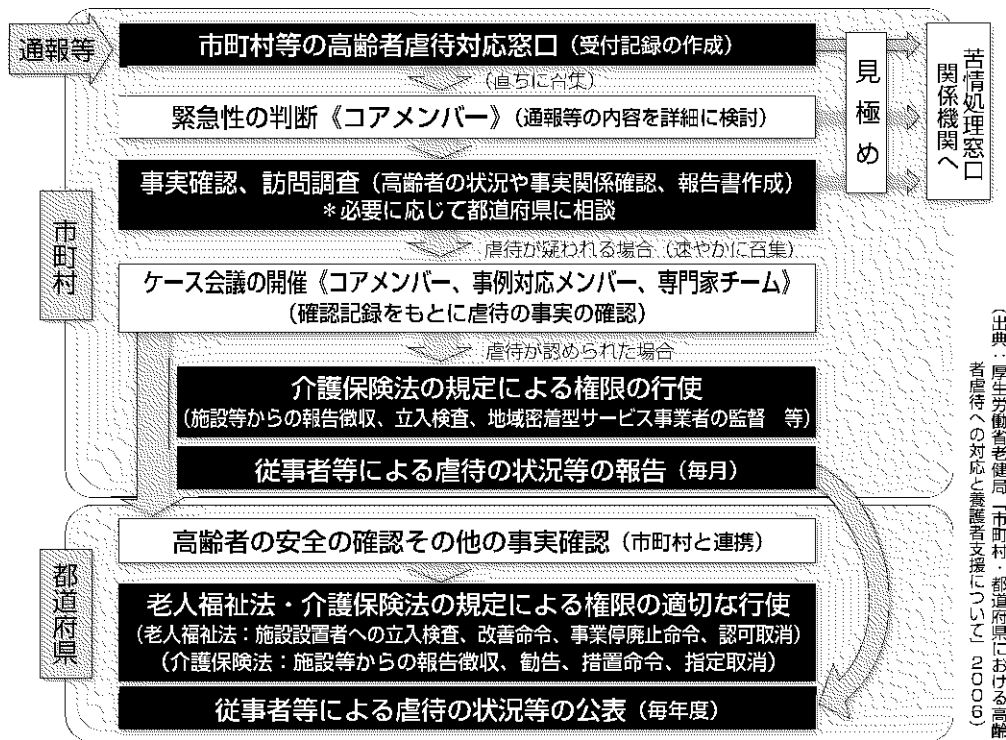 通報等
市町村等の高齢者虐待対応窓口(受付記録の作成)
(直ちに召集)
緊急性の判断《コアメンバー》(通報等の内容を詳細に検討)
事実確認、訪問調査(高齢者の状況や事実関係確認、報告書作成)
*必要に応じて都道府県に相談
虐待が疑われる場合(速やかに召集)
ケース会議の開催《コアメンバー、事例対応メンバー、専門家チーム》
(確認記録をもとに虐待の事実の確認)
虐待が認められた場合
介護保険法の規定による権限の行使
(施設等からの報告徴収、立入検査、地域密着型サービス事業者の監督 等)
従事者等による虐待の状況等の報告(毎月)
市町村
見極め
苦情処理窓口
関係機関へ
都道府県
高齢者の安全の確認その他の事実確認(市町村と連携)
老人福祉法・介護保険法の規定による権限の適切な行使
(老人福祉法:施設設置者への立入検査、改善命令、事業停廃止命令、認可取消)
(介護保険法:施設等からの報告徴収、勧告、措置命令、指定取消)
従事者等による虐待の状況等の公表(毎年度)
(出典:厚生労働省老健局「市町村・都道府県における高齢
者虐待への対応と養護者支援について」2006)